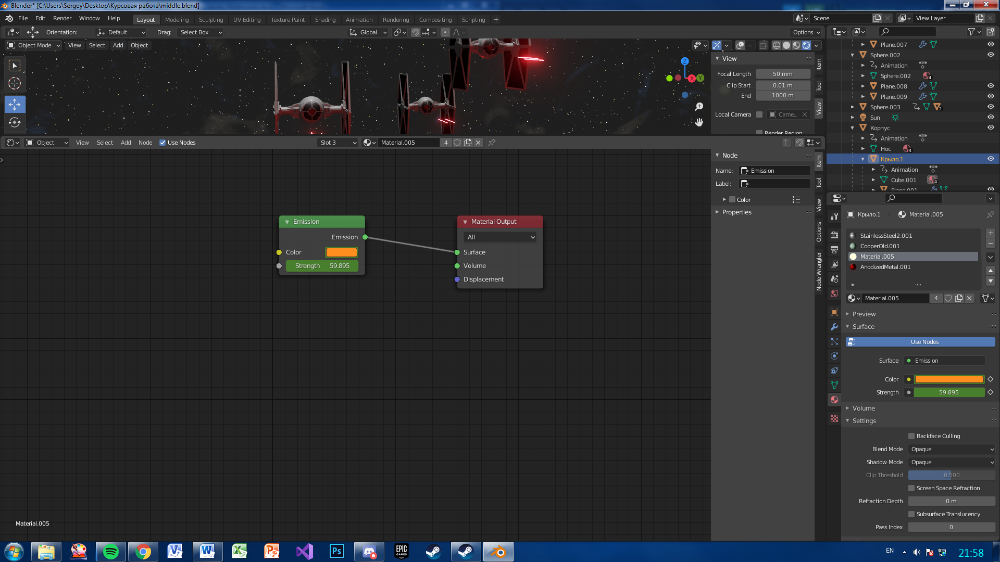 Blender* [C:\Users\Sergey\Desktop\Курсовая работа\middle.blend]
File Edit Render Window Help Layout Modeling Sculpting UV Editing Texture Paint Shading Animation Rendering Compositing Scripting + Scene View Layer
Orientation: Default Drag: Select Box Global Options
Object Mode View Select Add Object
Z
X
Y
View
Focal Length 50 mm
Clip Start 0.01 m
End 1000 m
Local Camera Came...
Render Region
Item
Tool
View
Plane.007
Sphere.002
Animation
Sphere.002 4
Plane.008
Plane.009
Sphere.003 2
Sun
Корпус
Animation
Нос 4
Крыло.1
Animation
Cube.001 4
Plane.001
Object View Select Add Node Use Nodes Slot 3 Material.005 4
Emission
Emission
Color
Strength 59.895
Material Output
All
Surface
Volume
Displacement
Material.005
Node
Name: Emission
Label:
Color
Properties
Item
Tool
View
Options
Node Wrangler
Крыло.1 Material.005
StainlessSteel2.001
CooperOld.001
Material.005
AnodizedMetal.001
Material.005 4
Preview
Surface
Use Nodes
Surface Emission
Color
Strength 59.895
Volume
Settings
Backface Culling
Blend Mode Opaque
Shadow Mode Opaque
Clip Threshold 0.500
Screen Space Refraction
Refraction Depth 0 m
Subsurface Translucency
Pass Index 0
EPIC GAMES
Ps
EN 21:58